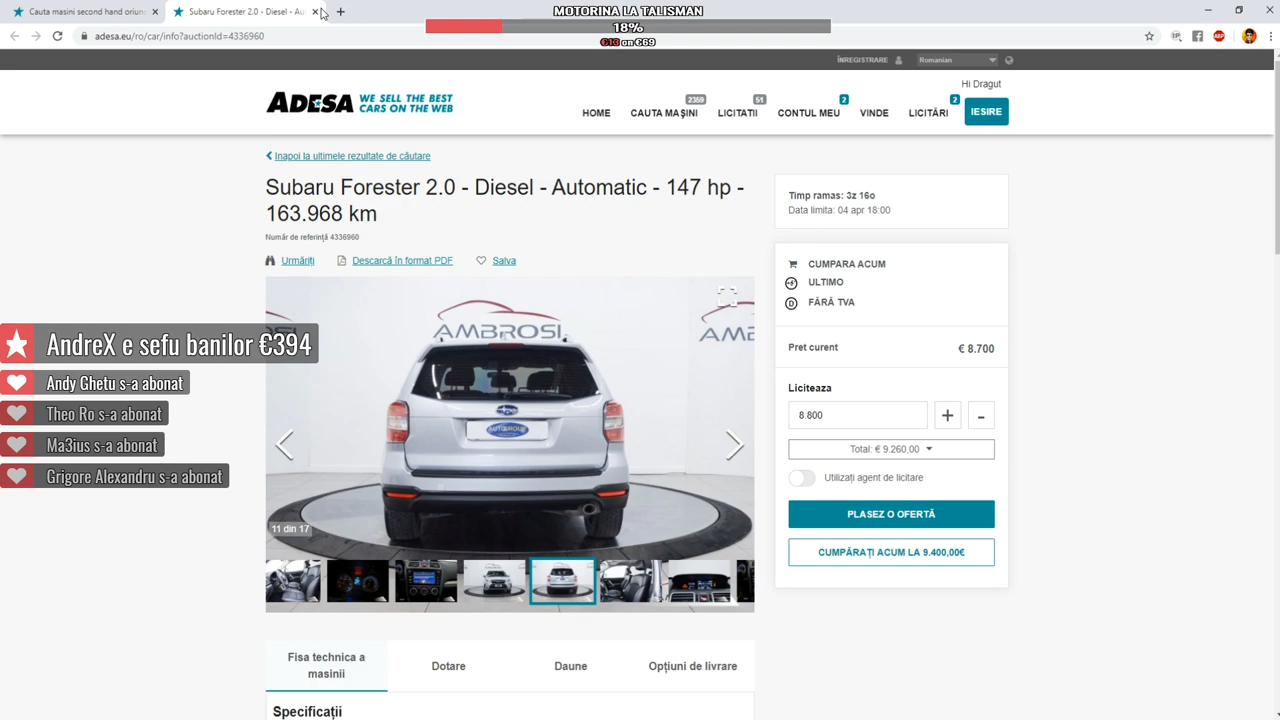 Cauta masini second hand oriun
Subaru Forester 2.0 - Diesel - Au
MOTORINA LA TALISMAN
18%
€13 an €69
adesa.eu/ro/car/info?auctionId=4336960
ABP
ÎNREGISTRARE
Romanian
Hi Dragut
ADESA WE SELL THE BEST
CARS ON THE WEB
HOME
CAUTA MAȘINI
2359
LICITATII
51
CONTUL MEU
2
VINDE
LICITĂRI
2
IESIRE
Inapoi la ultimele rezultate de căutare
Subaru Forester 2.0 - Diesel - Automatic - 147 hp -
163.968 km
Număr de referință 4336960
Urmăriți
Descarcă în format PDF
Salva
Timp ramas: 3z 16o
Data limita: 04 apr 18:00
CUMPARA ACUM
ULTIMO
FĂRĂ TVA
Pret curent
€ 8.700
Liciteaza
8.800
+
-
Total: € 9.260,00
Utilizați agent de licitare
PLASEZ O OFERTĂ
CUMPĂRAȚI ACUM LA 9.400,00€
AMBROSI
AM
AUTOGROUP
11 din 17
AndreX e sefu banilor €394
Andy Ghetu s-a abonat
Theo Ro s-a abonat
Ma3ius s-a abonat
Grigore Alexandru s-a abonat
Fisa technica a
masinii
Dotare
Daune
Opțiuni de livrare
Specificații